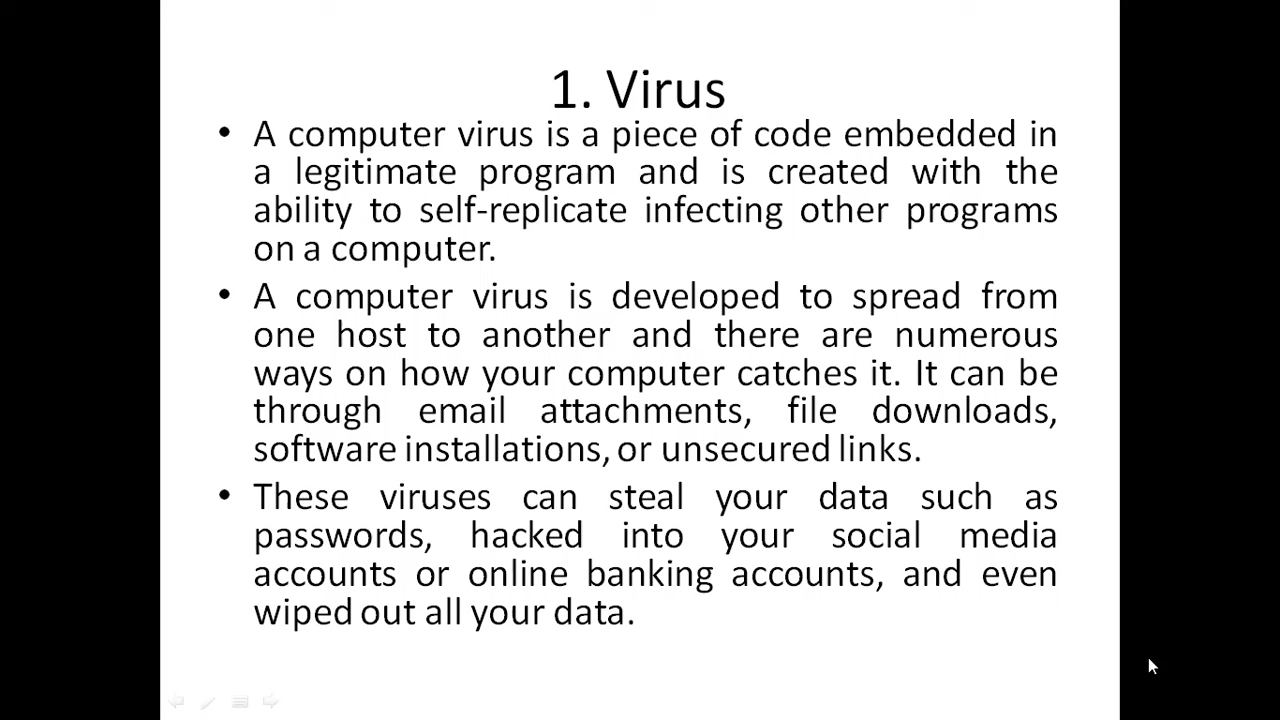 1. Virus
• A computer virus is a piece of code embedded in
a legitimate program and is created with the
ability to self-replicate infecting other programs
on a computer.
• A computer virus is developed to spread from
one host to another and there are numerous
ways on how your computer catches it. It can be
through email attachments, file downloads,
software installations, or unsecured links.
• These viruses can steal your data such as
passwords, hacked into your social media
accounts or online banking accounts, and even
wiped out all your data.